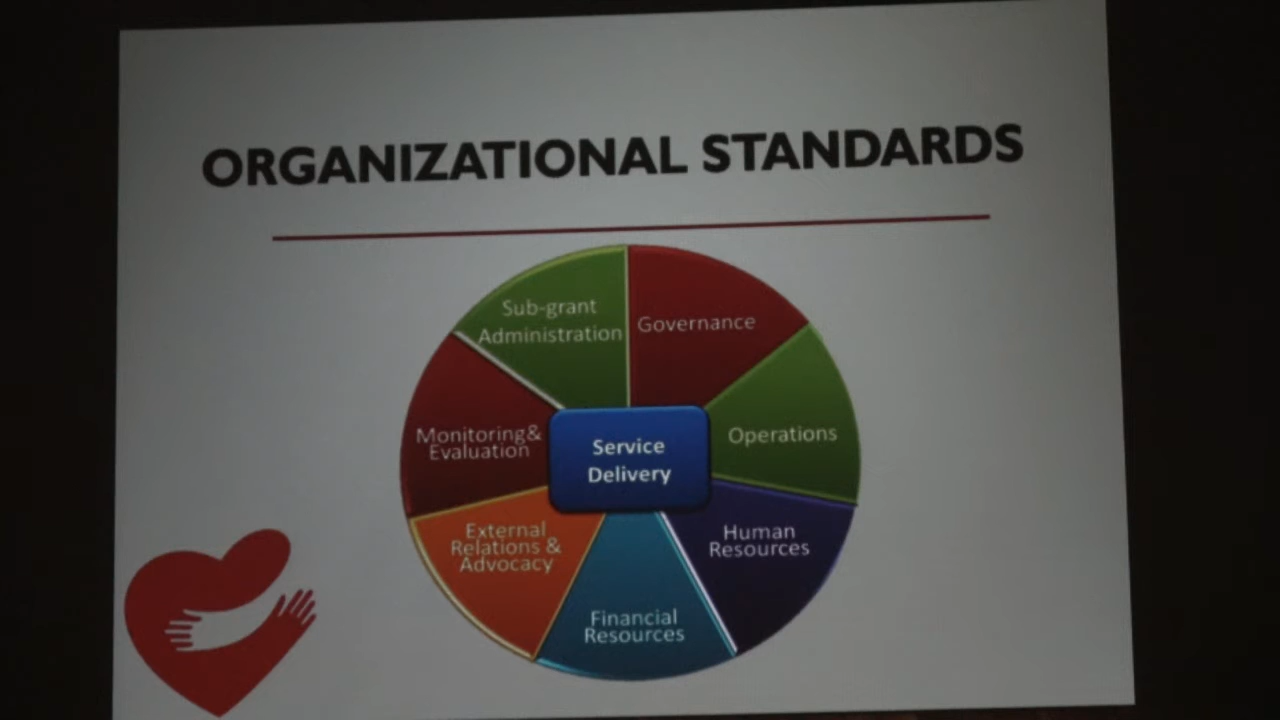 ORGANIZATIONAL STANDARDS
Sub-grant
Administration
Governance
Operations
Human
Resources
Financial
Resources
External
Relations &
Advocacy
Monitoring&
Evaluation
Service
Delivery